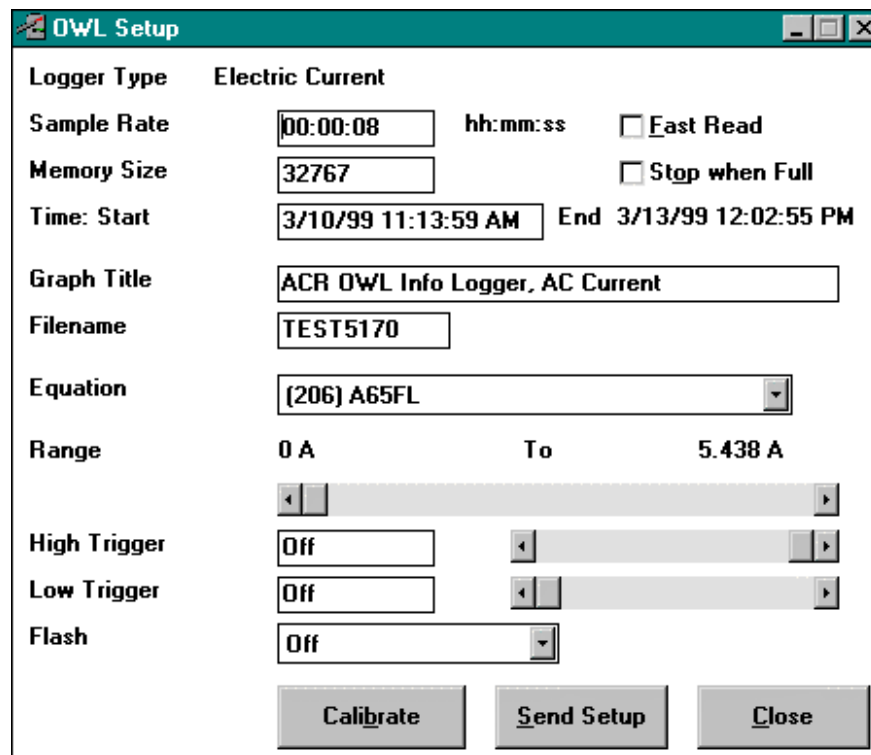 OWL Setup
Logger Type Electric Current
Sample Rate 00:00:08 hh:mm:ss Fast Read
Memory Size 32767 Stop when Full
Time: Start 3/10/99 11:13:59 AM End 3/13/99 12:02:55 PM
Graph Title ACR OWL Info Logger, AC Current
Filename TEST5170
Equation (206) A65FL
Range 0 A To 5.438 A
High Trigger Off
Low Trigger Off
Flash Off
Calibrate Send Setup Close